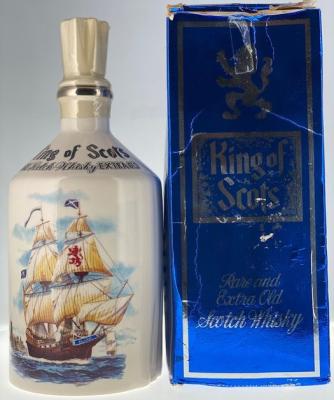 King of Scots
Scotch Whisky EXTRA
King of
Scots
Rare and
Extra Old
Scotch Whisky